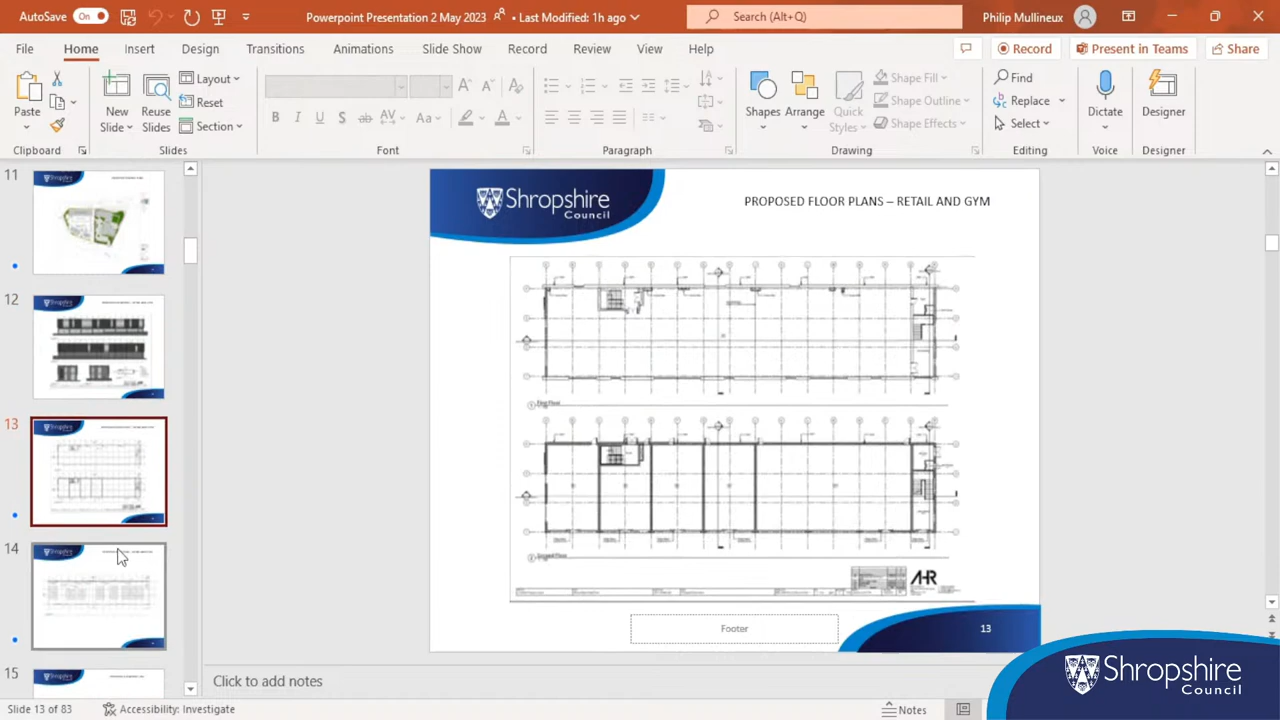 AutoSave On Powerpoint Presentation 2 May 2023 • Last Modified: 1h ago Search (Alt+Q) Philip Mullineux
File Home Insert Design Transitions Animations Slide Show Record Review View Help Record Present in Teams Share
Paste New Slide Reuse Slides Layout Reset Section Shapes Arrange Quick Styles Shape Fill Shape Outline Shape Effects Find Replace Select Dictate Designer
Clipboard Slides Font Paragraph Drawing Editing Voice Designer
11
12
13
14
15
Shropshire
Council
PROPOSED FLOOR PLANS – RETAIL AND GYM
First Floor
Ground Floor
AHR
Footer
13
Click to add notes
Slide 13 of 83 Accessibility: Investigate Notes
Shropshire
Council